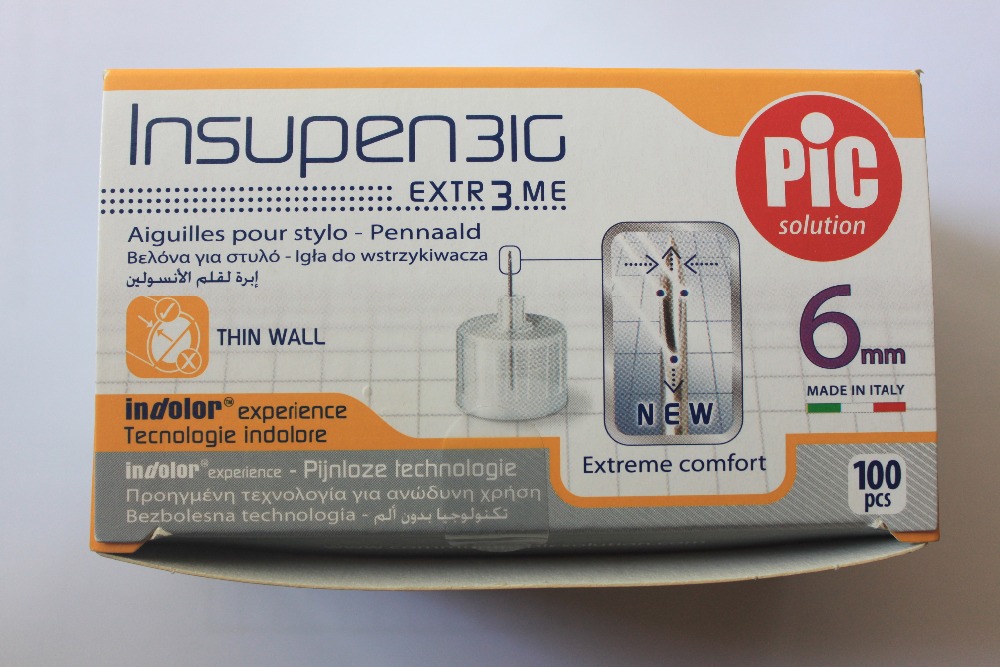 Insupen 31G
EXTR3ME
PiC
solution
Aiguilles pour stylo - Pennaald
Βελόνα για στυλό - Igła do wstrzykiwacza
إبرة لقلم الأنسولين
THIN WALL
NEW
Extreme comfort
6mm
MADE IN ITALY
indolor™ experience
Tecnologie indolore
indolor® experience - Pijnloze technologie
Προηγμένη τεχνολογία για ανώδυνη χρήση
Bezbolesna technologia - تكنولوجيا بدون ألم
100
pcs